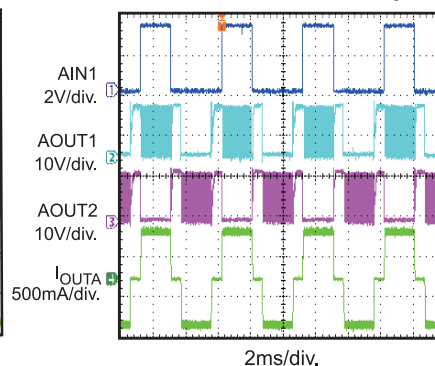 AIN1
2V/div.
AOUT1
10V/div.
AOUT2
10V/div.
IOUTA
500mA/div.
1
2
3
4
2ms/div.